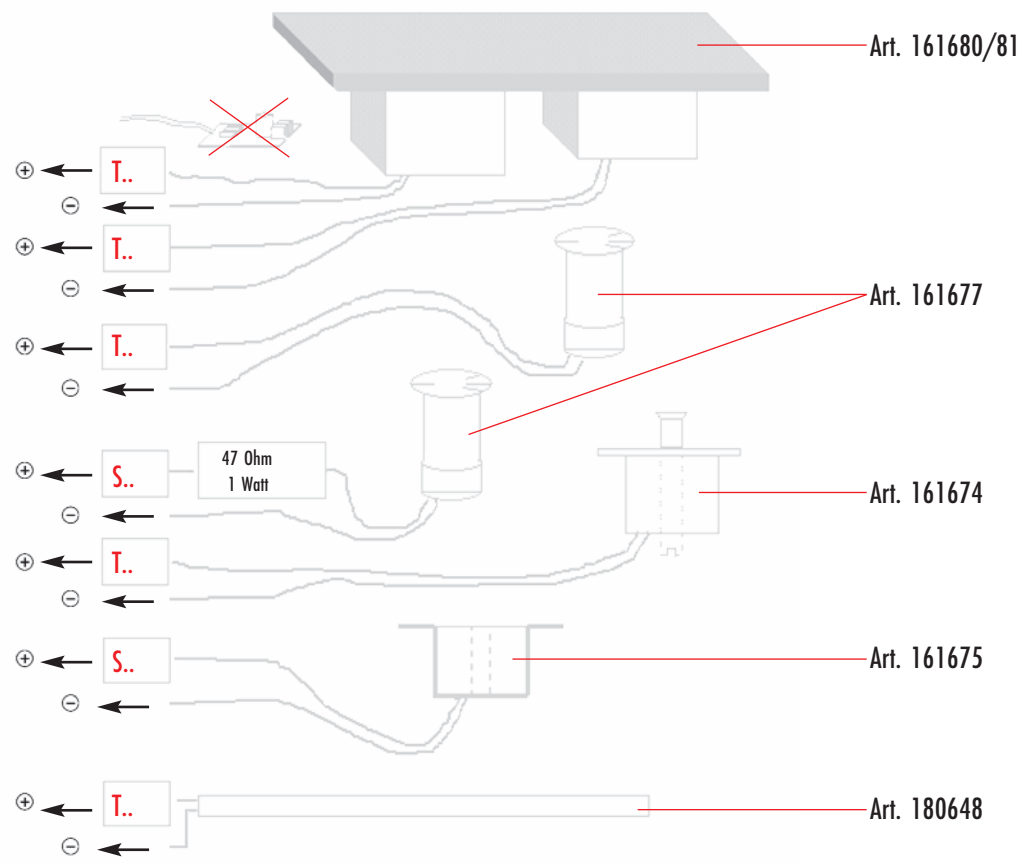 Art. 161680/81
⊕ T..
⊖
⊕ T..
⊖
Art. 161677
⊕ T..
⊖
⊕ S.. 47 Ohm
1 Watt
Art. 161674
⊖
⊕ T..
⊖
⊕ S.. Art. 161675
⊖
⊕ T.. Art. 180648
⊖